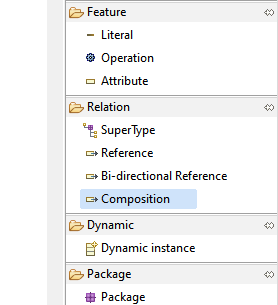 Feature
Literal
Operation
Attribute
Relation
SuperType
Reference
Bi-directional Reference
Composition
Dynamic
Dynamic instance
Package
Package